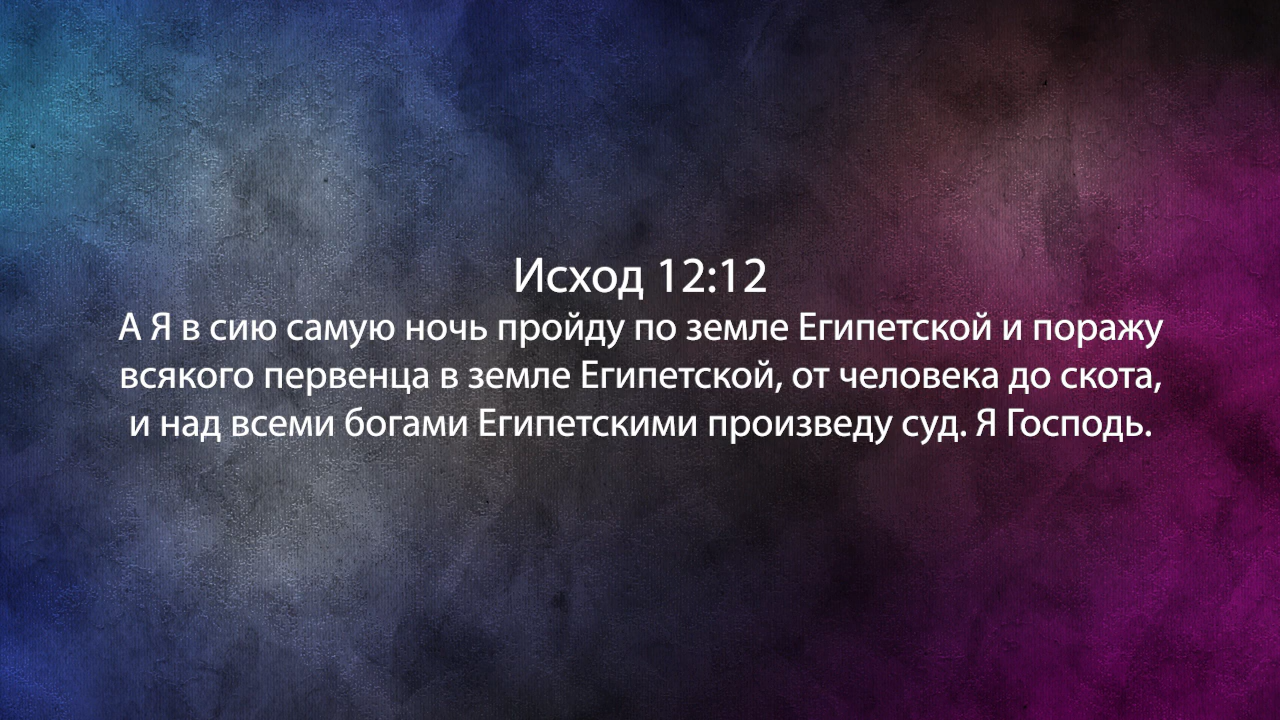 Исход 12:12
А Я в сию самую ночь пройду по земле Египетской и поражу
всякого первенца в земле Египетской, от человека до скота,
и над всеми богами Египетскими произведу суд. Я Господь.